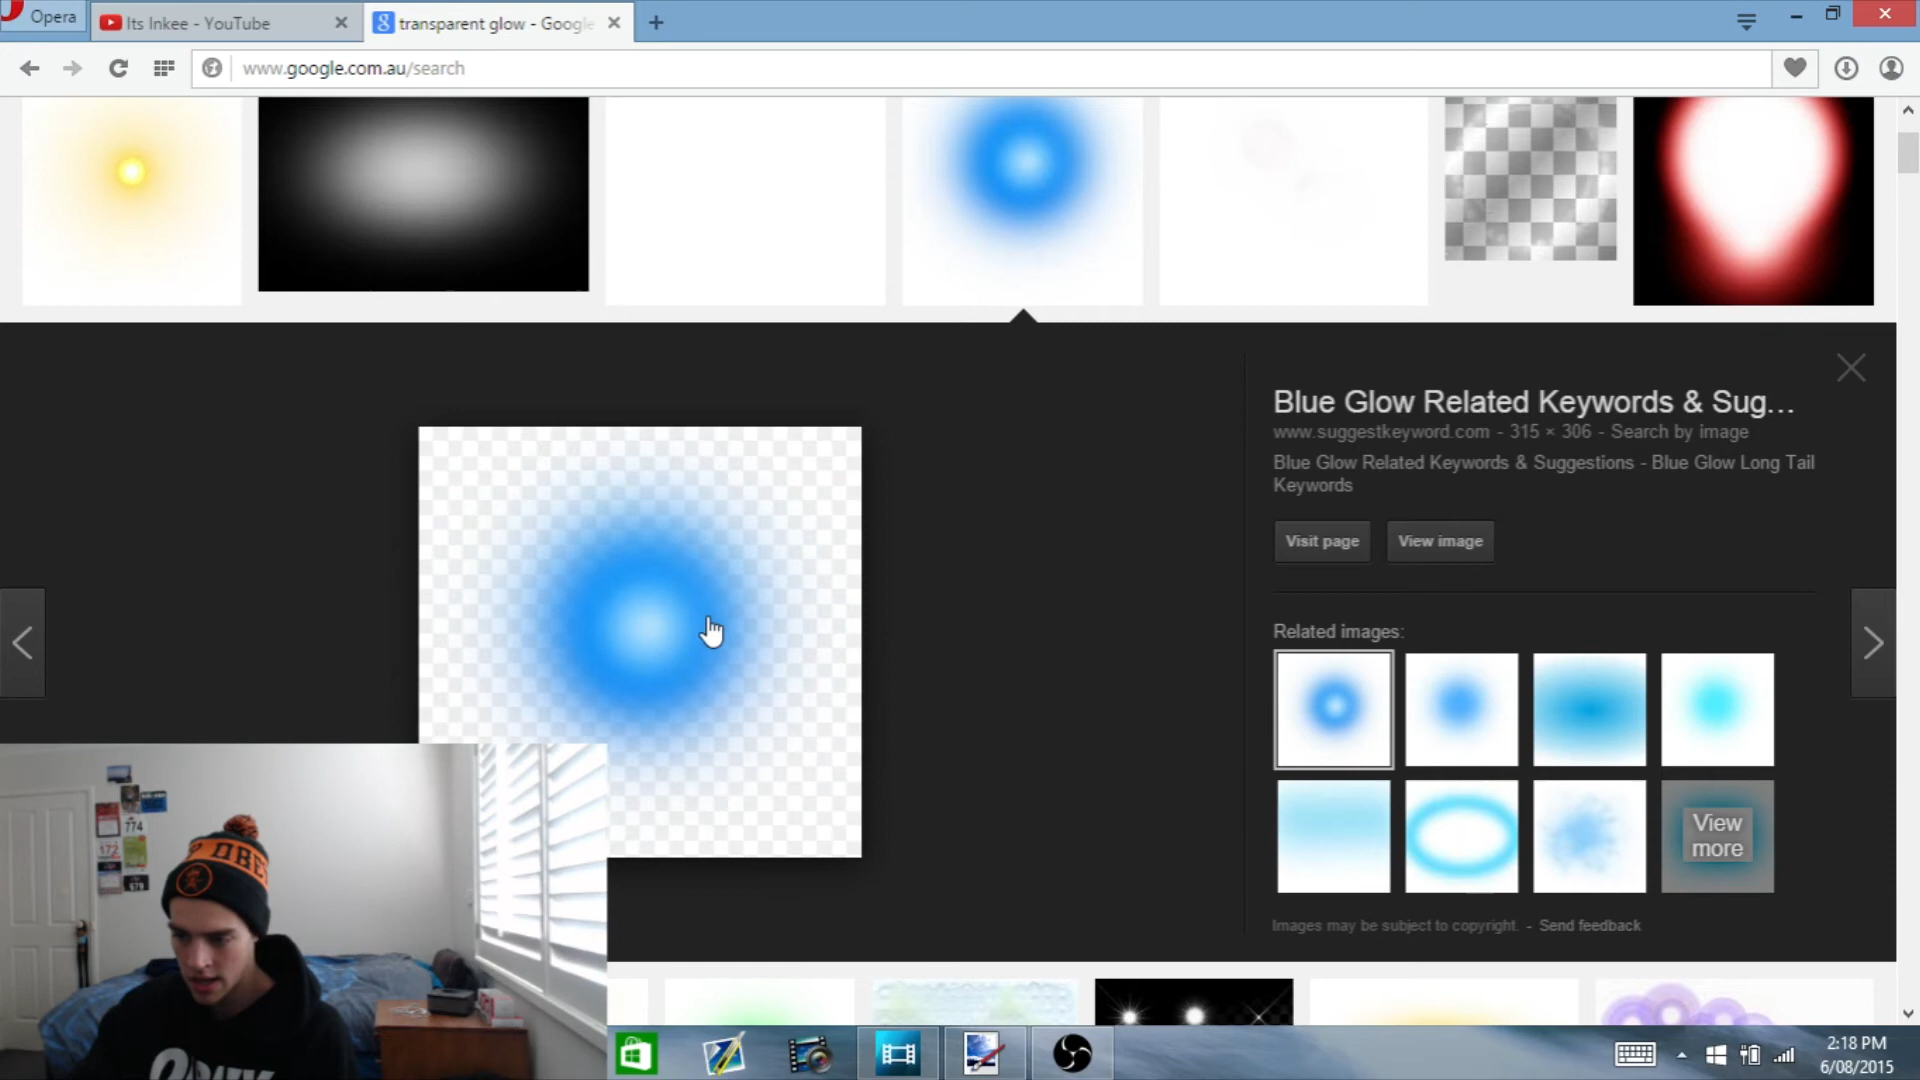 Opera
Its Inkee - YouTube
transparent glow - Google
www.google.com.au/search
Blue Glow Related Keywords & Sug...
www.suggestkeyword.com - 315 × 306 - Search by image
Blue Glow Related Keywords & Suggestions - Blue Glow Long Tail
Keywords
Visit page
View image
Related images:
View
more
Images may be subject to copyright. - Send feedback
774
172
2:18 PM
6/08/2015